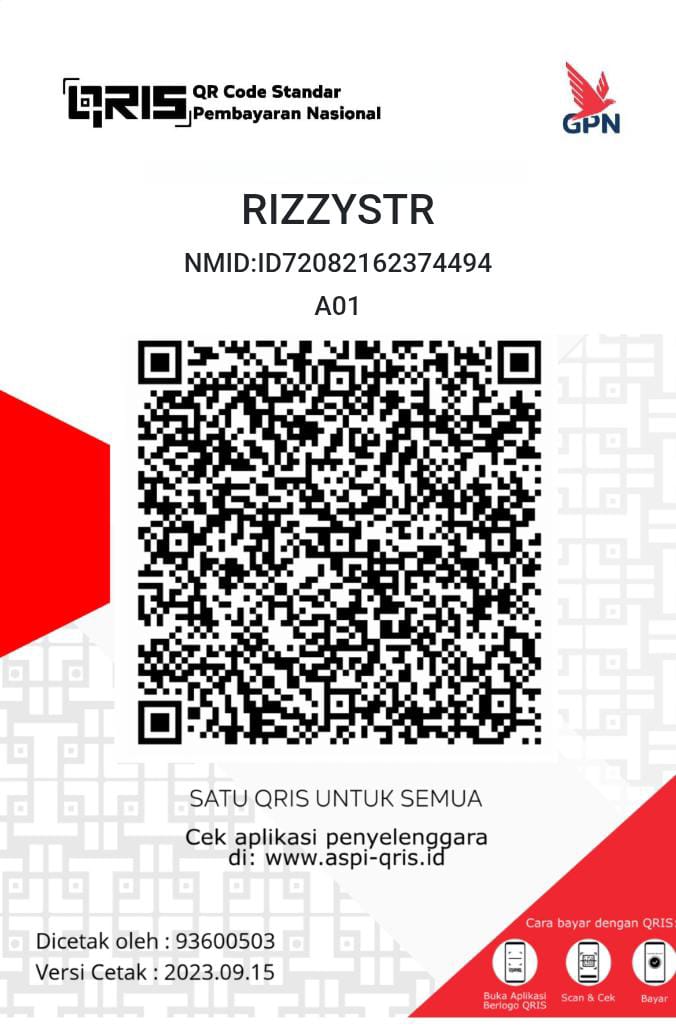 QRIS QR Code Standar
Pembayaran Nasional
GPN
RIZZYSTR
NMID:ID72082162374494
A01
SATU QRIS UNTUK SEMUA
Cek aplikasi penyelenggara
di: www.aspi-qris.id
Dicetak oleh : 93600503
Versi Cetak : 2023.09.15
Cara bayar dengan QRIS:
Buka Aplikasi
Berlogo QRIS
Scan & Cek
Bayar